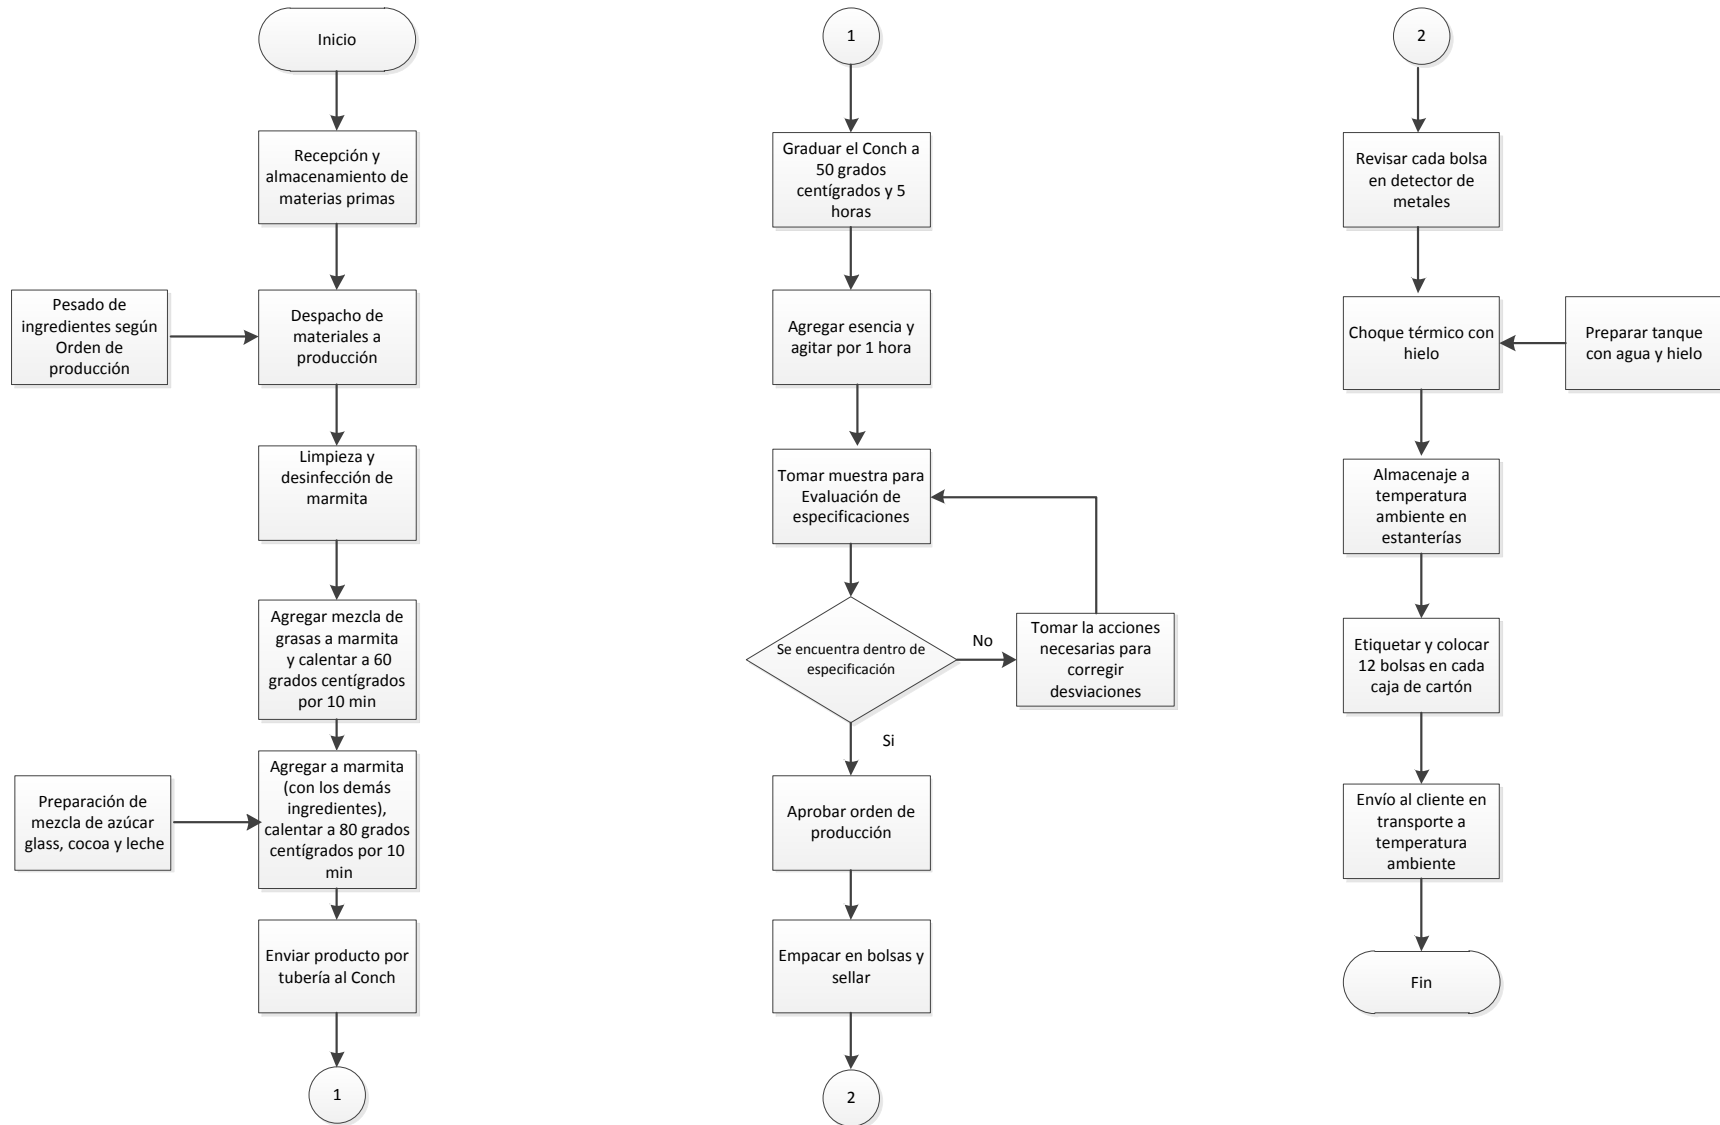 Inicio
Recepción y
almacenamiento de
materias primas
Pesado de
ingredientes según
Orden de
producción
Despacho de
materiales a
producción
Limpieza y
desinfección de
marmita
Agregar mezcla de
grasas a marmita
y calentar a 60
grados centígrados
por 10 min
Preparación de
mezcla de azúcar
glass, cocoa y leche
Agregar a marmita
(con los demás
ingredientes),
calentar a 80 grados
centígrados por 10
min
Enviar producto por
tubería al Conch
1
1
Graduar el Conch a
50 grados
centígrados y 5
horas
Agregar esencia y
agitar por 1 hora
Tomar muestra para
Evaluación de
especificaciones
Se encuentra dentro de
especificación
No
Tomar la acciones
necesarias para
corregir
desviaciones
Si
Aprobar orden de
producción
Empacar en bolsas y
sellar
2
2
Revisar cada bolsa
en detector de
metales
Choque térmico con
hielo
Preparar tanque
con agua y hielo
Almacenaje a
temperatura
ambiente en
estanterías
Etiquetar y colocar
12 bolsas en cada
caja de cartón
Envío al cliente en
transporte a
temperatura
ambiente
Fin